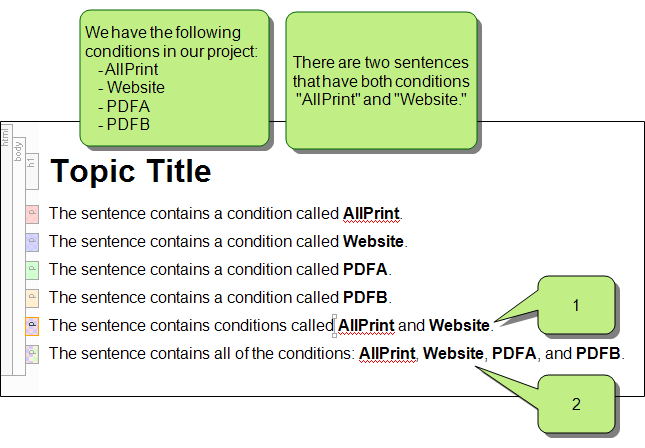 We have the following
conditions in our project:
- AllPrint
- Website
- PDFA
- PDFB
There are two sentences
that have both conditions
"AllPrint" and "Website."
html
body
h1
Topic Title
p
The sentence contains a condition called AllPrint.
p
The sentence contains a condition called Website.
p
The sentence contains a condition called PDFA.
p
The sentence contains a condition called PDFB.
p
The sentence contains conditions called AllPrint and Website.
1
p
The sentence contains all of the conditions: AllPrint, Website, PDFA, and PDFB.
2